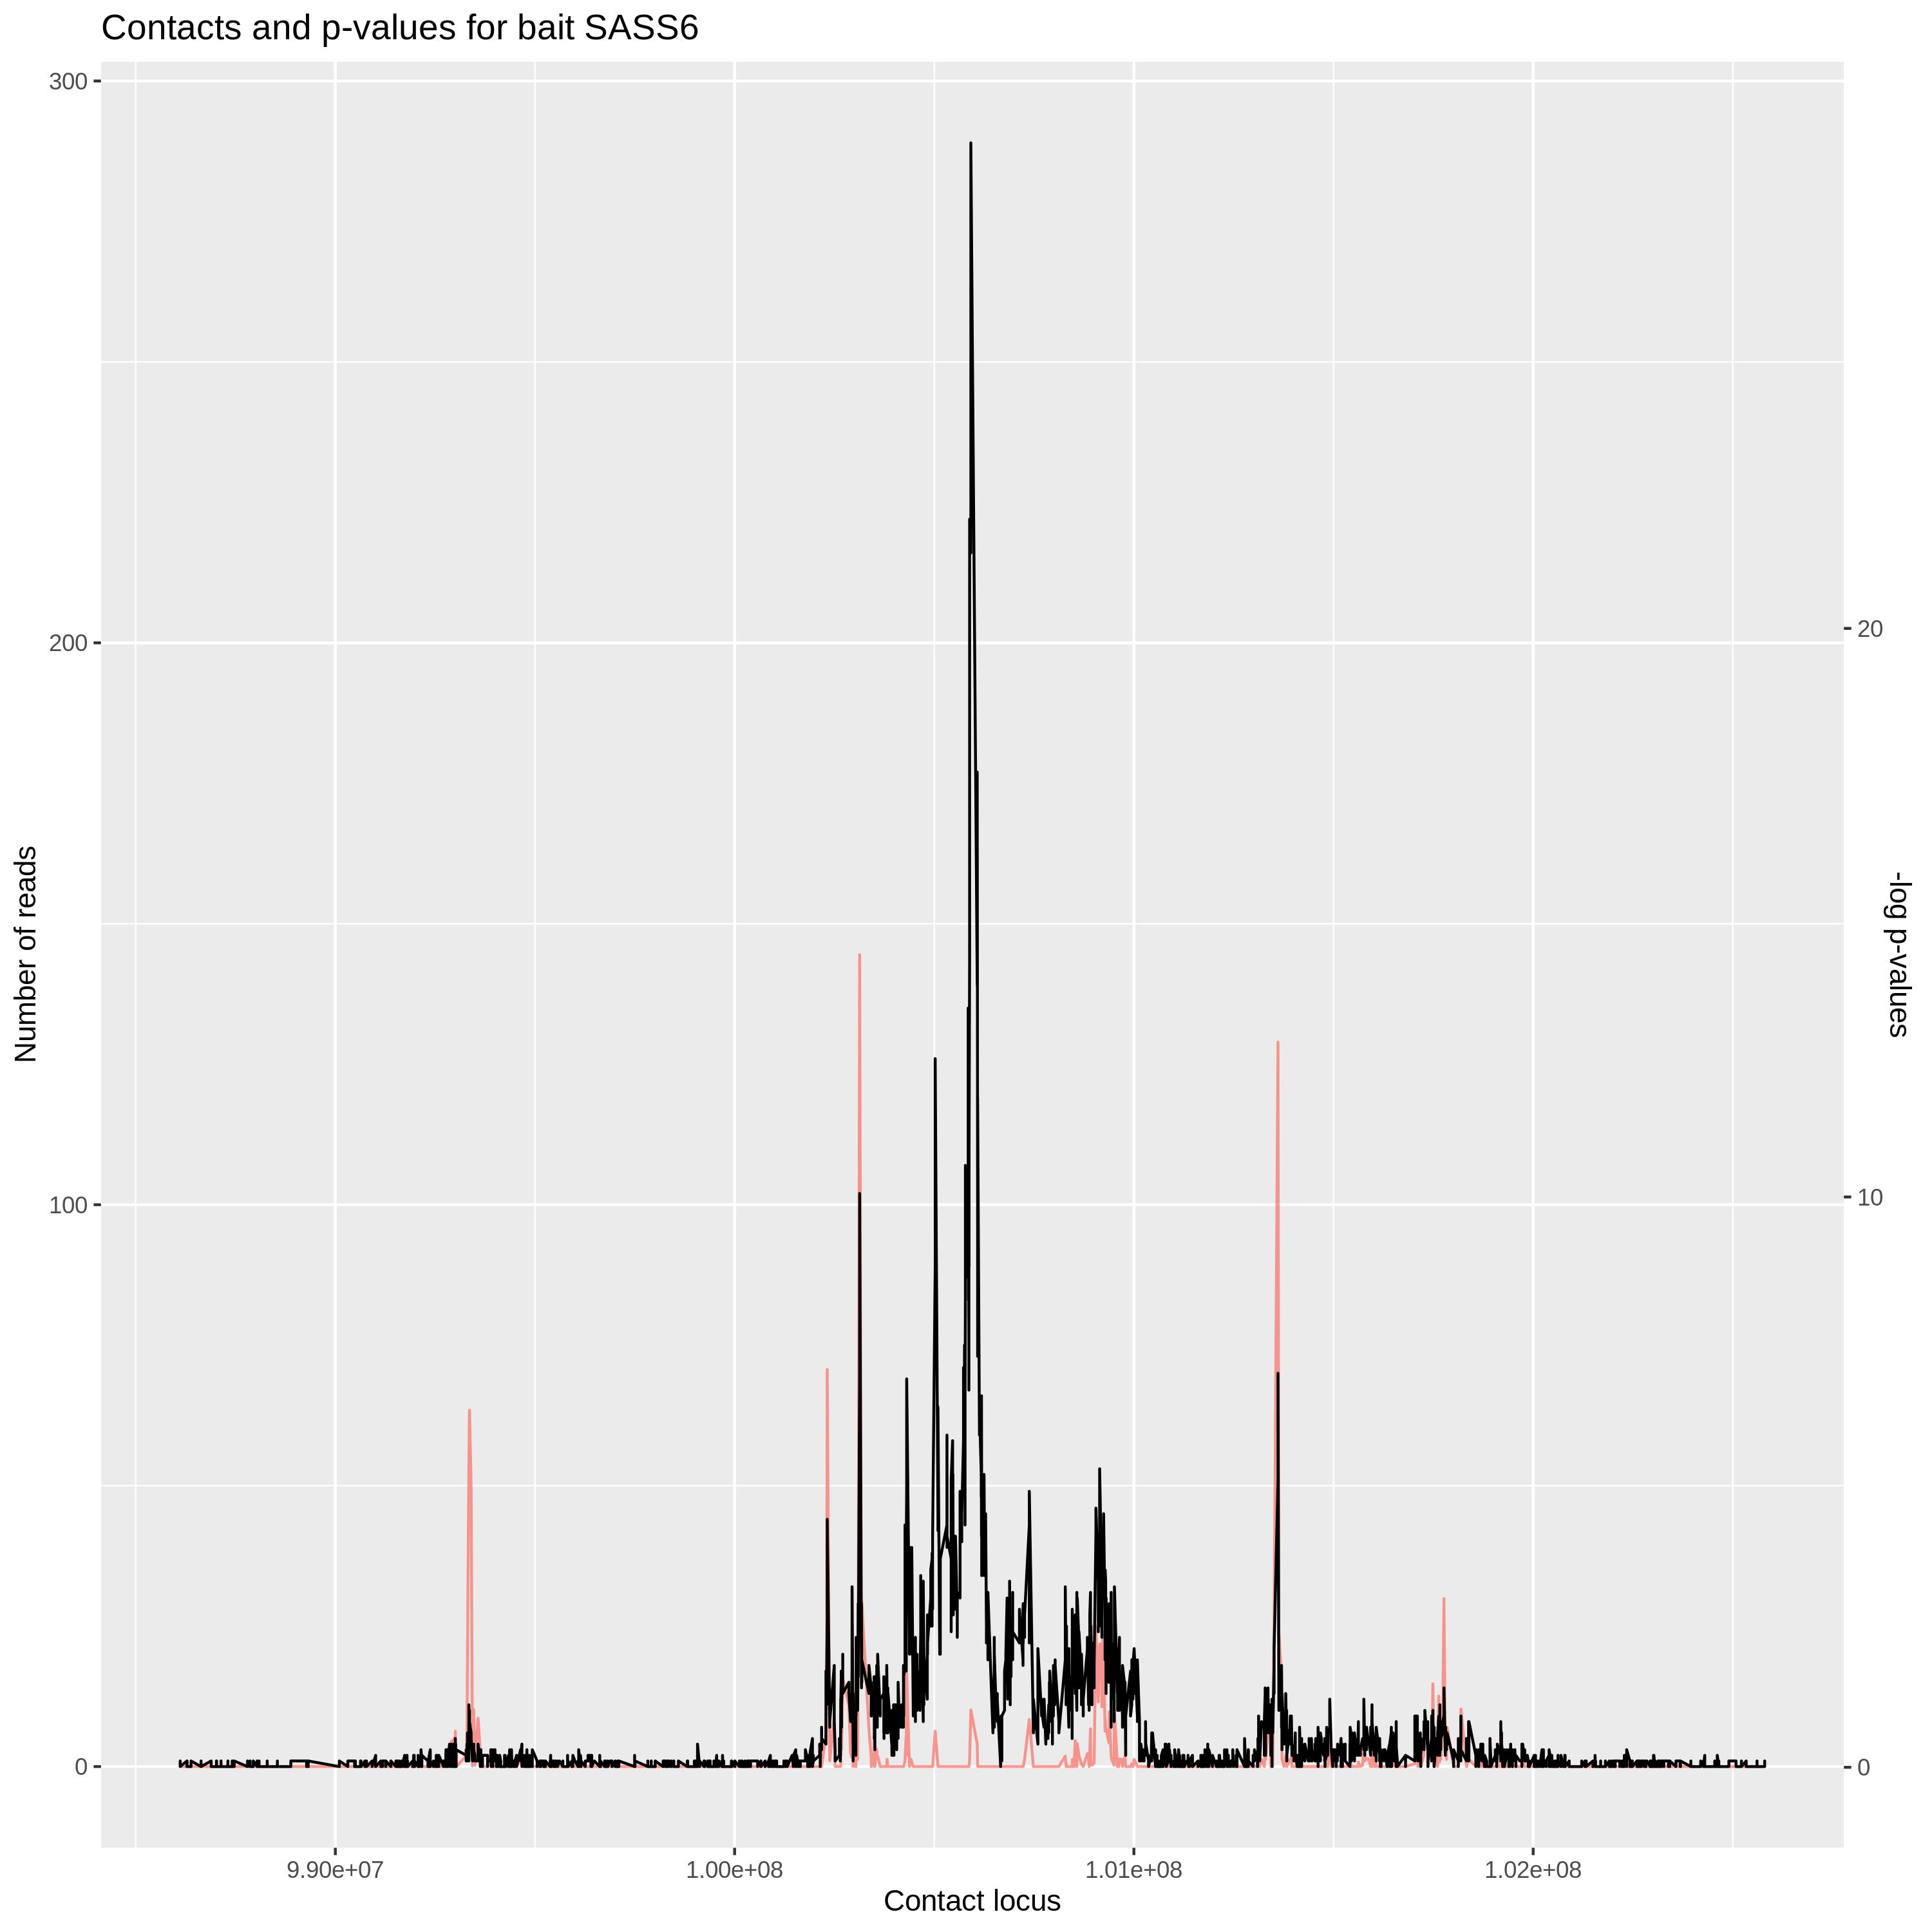 Contacts and p-values for bait SASS6
300
200
100
0
Number of reads
20
10
0
-log p-values
9.90e+07
1.00e+08
1.01e+08
1.02e+08
Contact locus